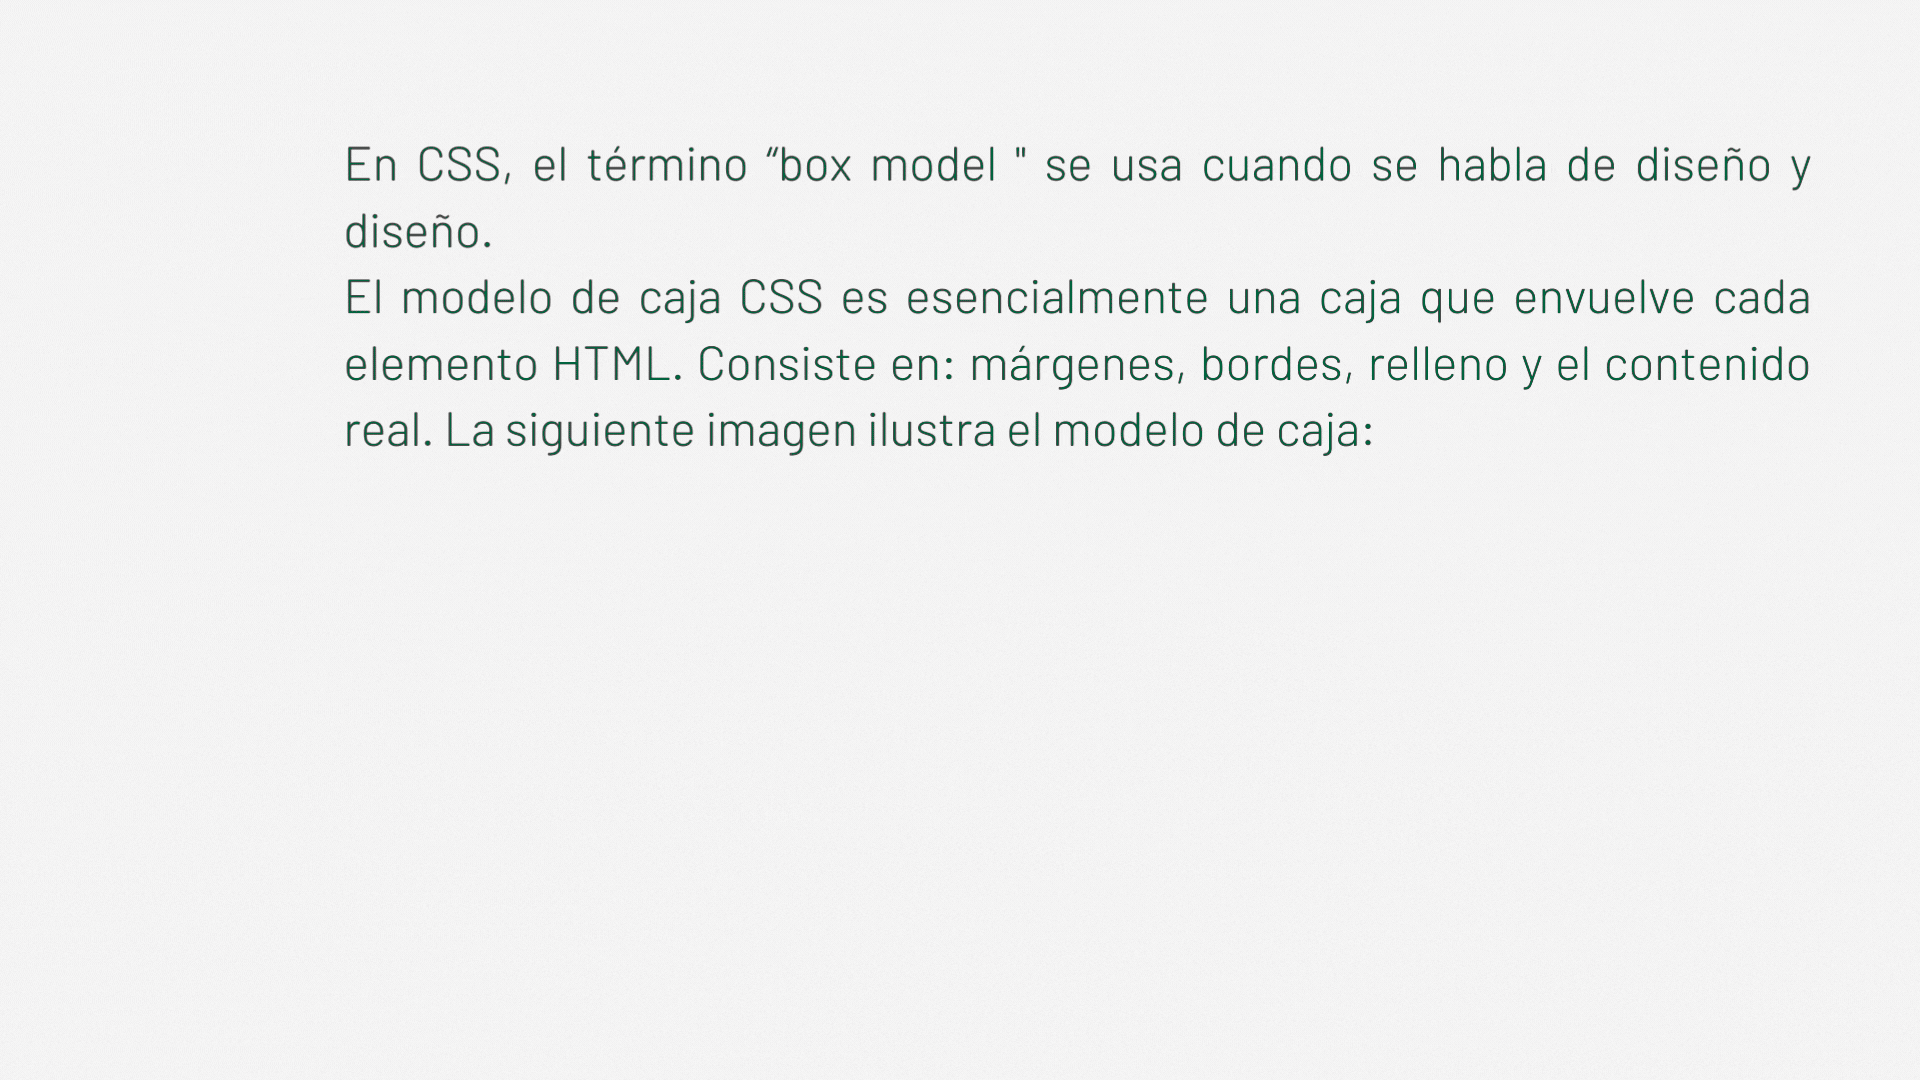 En CSS, el término “box model " se usa cuando se habla de diseño y
diseño.
El modelo de caja CSS es esencialmente una caja que envuelve cada
elemento HTML. Consiste en: márgenes, bordes, relleno y el contenido
real. La siguiente imagen ilustra el modelo de caja: